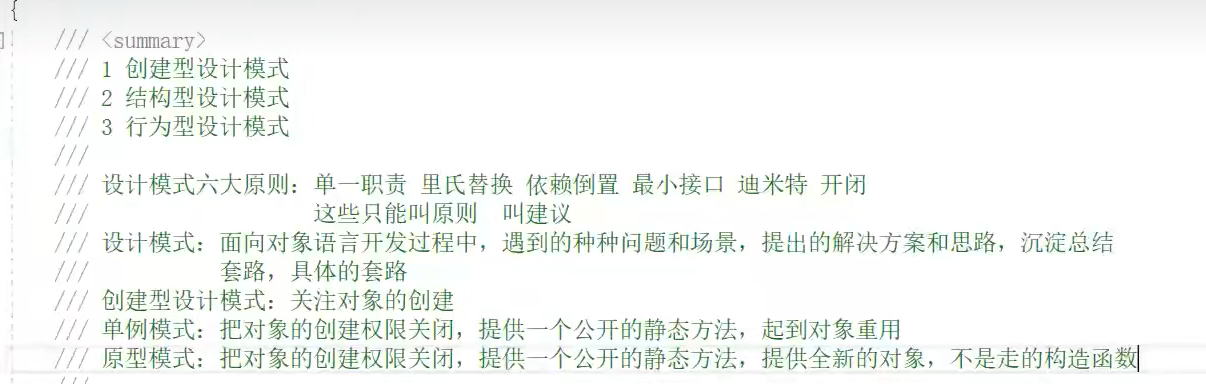 {
/// <summary>
/// 1 创建型设计模式
/// 2 结构型设计模式
/// 3 行为型设计模式
///
/// 设计模式六大原则：单一职责 里氏替换 依赖倒置 最小接口 迪米特 开闭
/// 这些只能叫原则 叫建议
/// 设计模式：面向对象语言开发过程中，遇到的种种问题和场景，提出的解决方案和思路，沉淀总结
/// 套路，具体的套路
/// 创建型设计模式：关注对象的创建
/// 单例模式：把对象的创建权限关闭，提供一个公开的静态方法，起到对象重用
/// 原型模式：把对象的创建权限关闭，提供一个公开的静态方法，提供全新的对象，不是走的构造函数
///